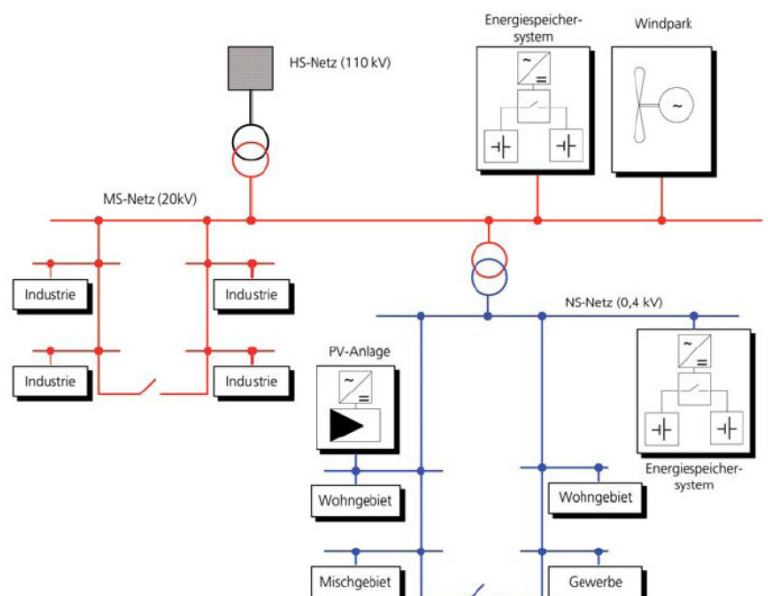 Energiespeicher-
system
Windpark
HS-Netz (110 kV)
~
=
~
MS-Netz (20kV)
Industrie
Industrie
NS-Netz (0,4 kV)
PV-Anlage
~
=
~
=
Industrie
Industrie
Energiespeicher-
system
Wohngebiet
Wohngebiet
Mischgebiet
Gewerbe